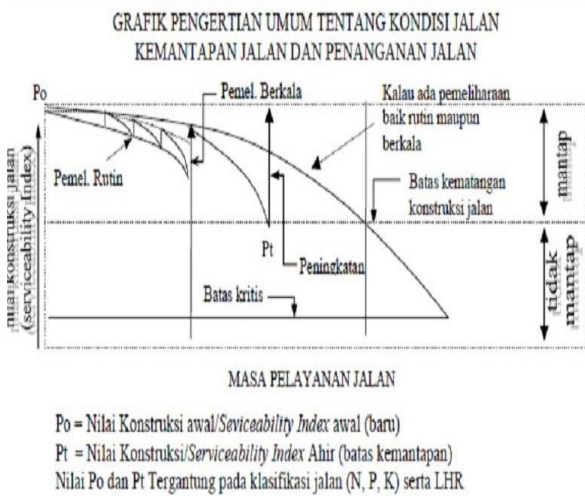 GRAFIK PENGERTIAN UMUM TENTANG KONDISI JALAN
KEMANTAPAN JALAN DAN PENANGANAN JALAN
Po
Pemel. Berkala
Kalau ada pemeliharaan
baik rutin maupun
berkala
Pemel. Rutin
Batas kematangan
konstruksi jalan
mantap
Pt
Peningkatan
Batas kritis
tidak
mantap
nilai konstruksi jalan
(serviceability Index)
MASA PELAYANAN JALAN
Po = Nilai Konstruksi awal/Seviceability Index awal (baru)
Pt = Nilai Konstruksi/Serviceability Index Ahir (batas kemantapan)
Nilai Po dan Pt Tergantung pada klasifikasi jalan (N, P, K) serta LHR